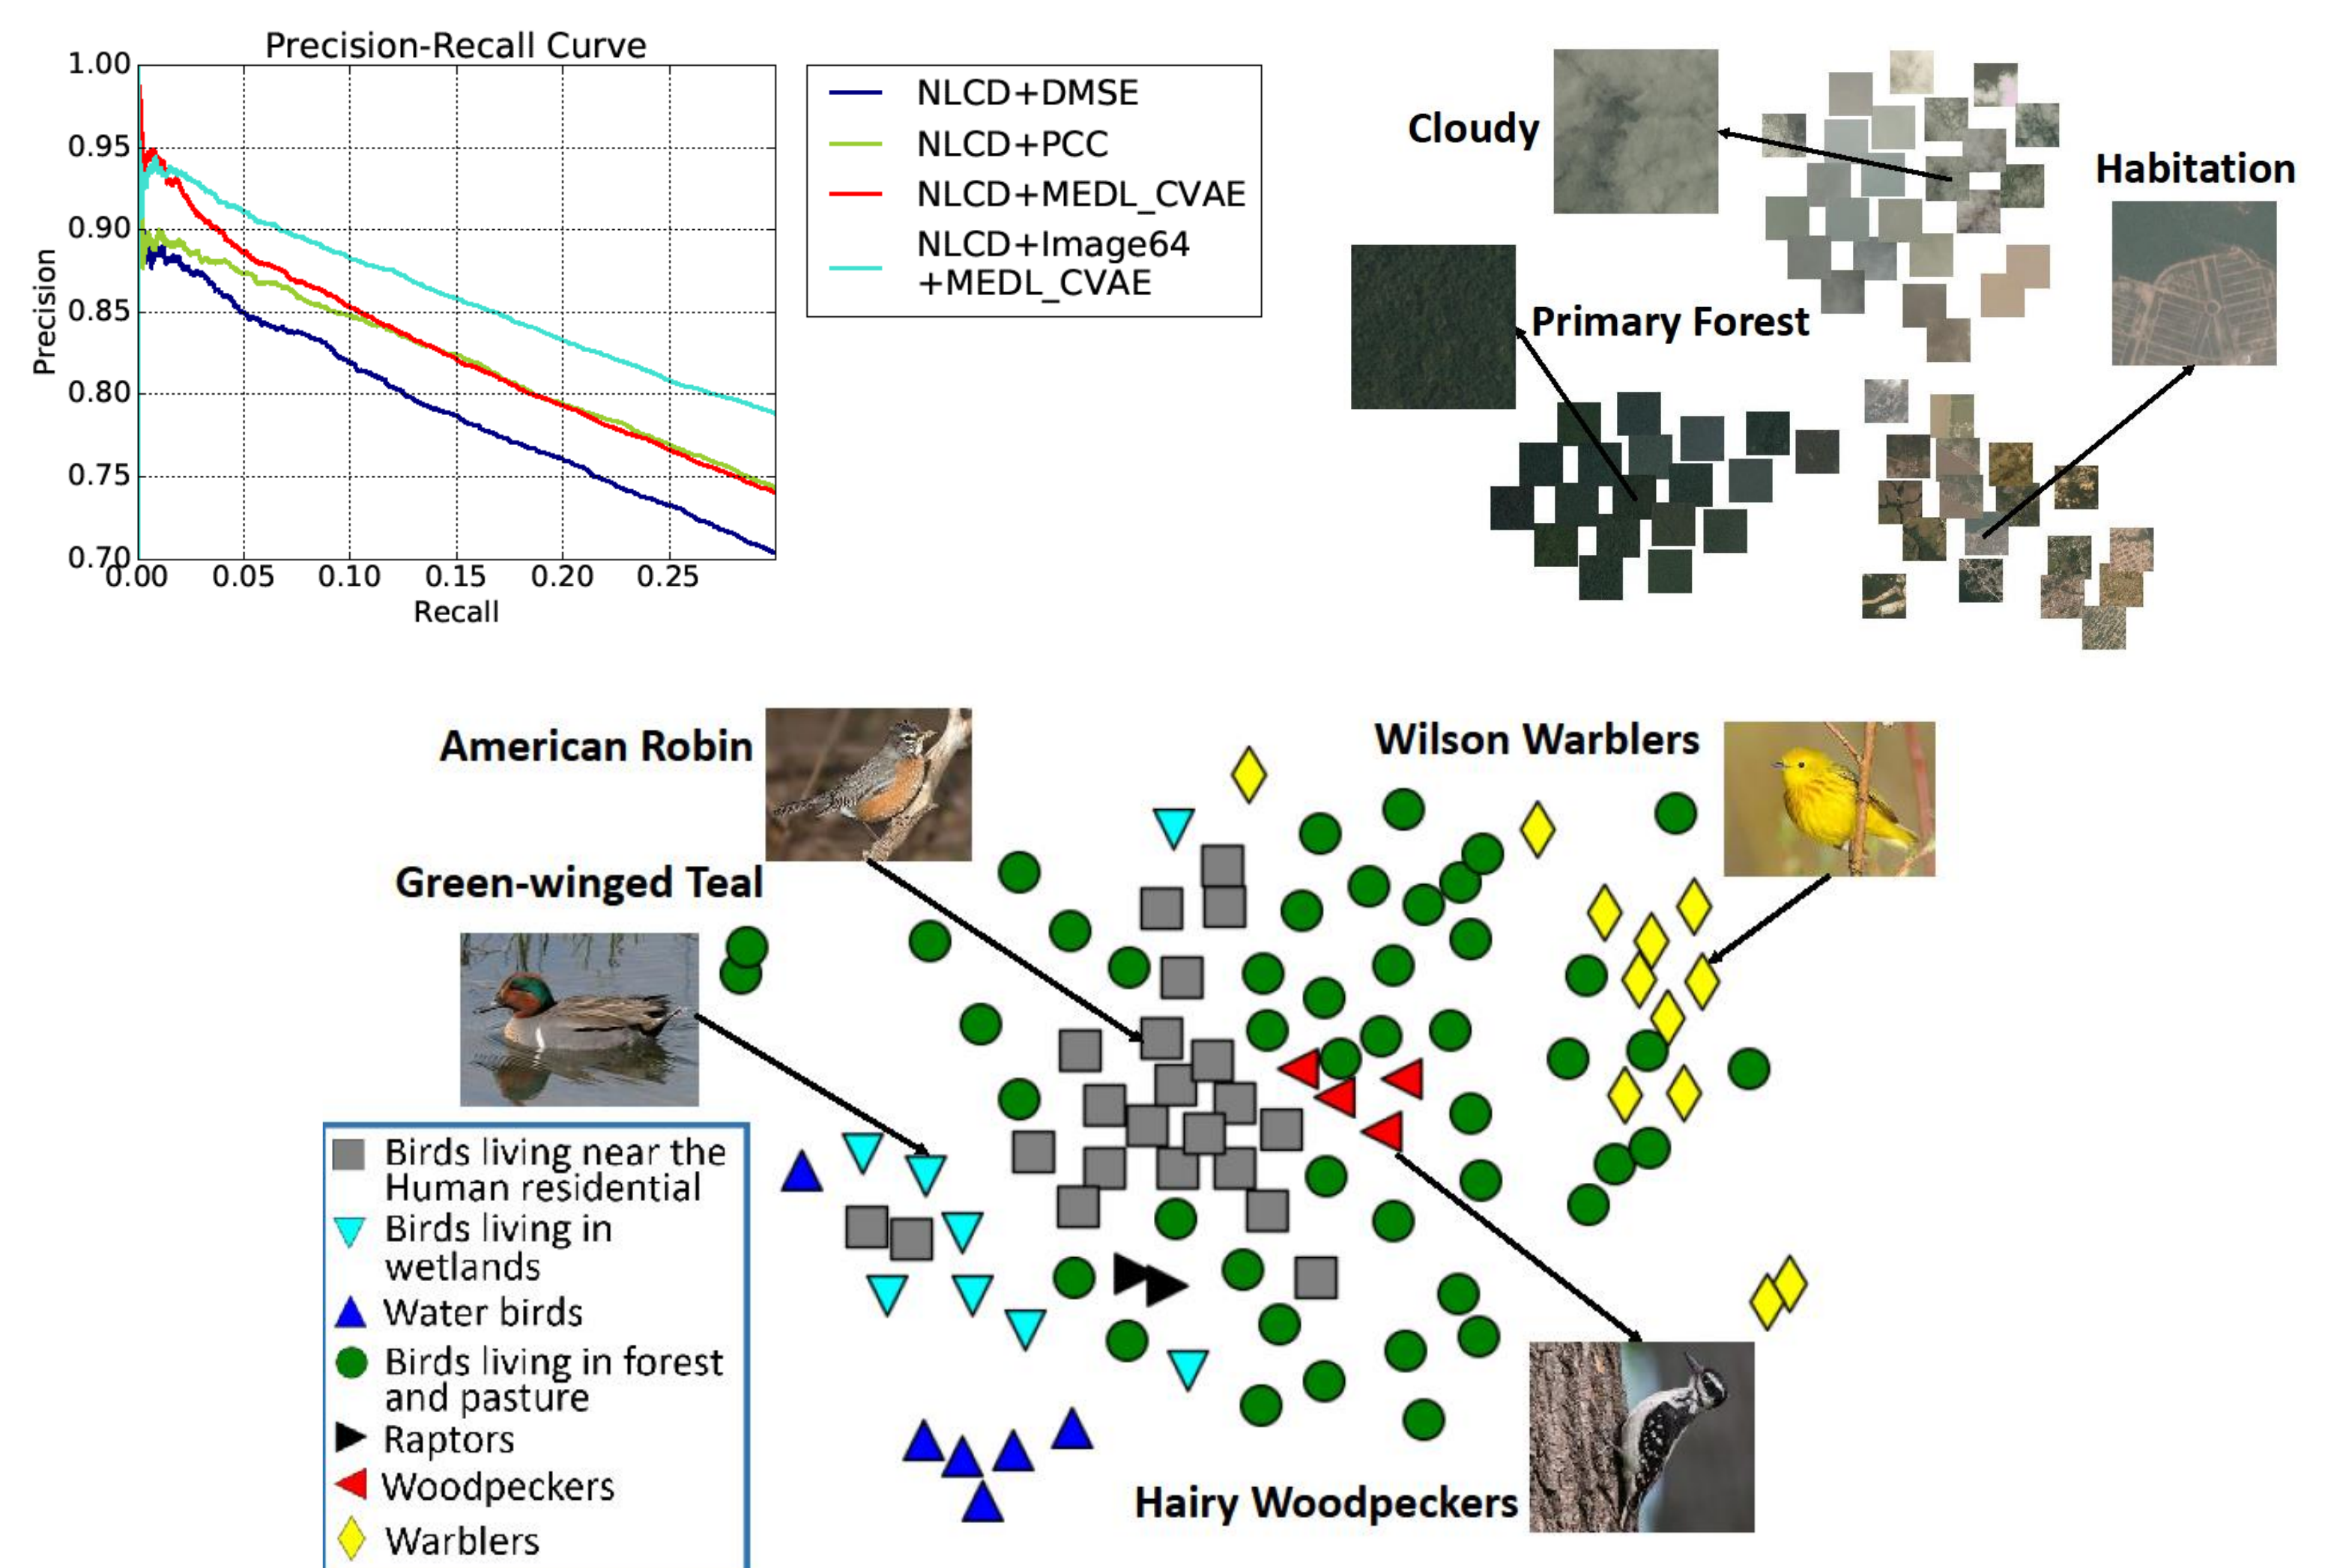 Precision-Recall Curve
1.00
0.95
0.90
0.85
0.80
0.75
0.70
Precision
0.00 0.05 0.10 0.15 0.20 0.25
Recall
NLCD+DMSE
NLCD+PCC
NLCD+MEDL_CVAE
NLCD+Image64
+MEDL_CVAE
Cloudy
Habitation
Primary Forest
American Robin
Wilson Warblers
Green-winged Teal
Birds living near the
Human residential
Birds living in
wetlands
Water birds
Birds living in forest
and pasture
Raptors
Woodpeckers
Warblers
Hairy Woodpeckers